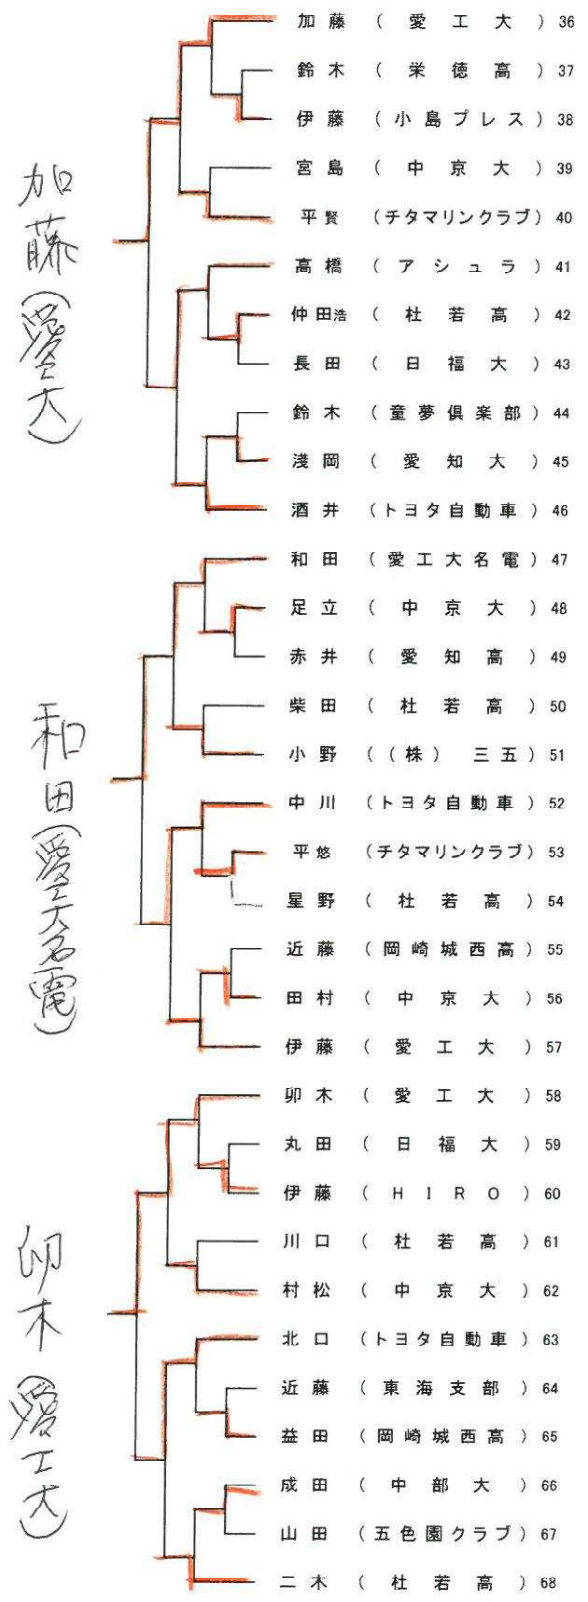 加藤 (愛工大) 36
鈴木 (栄徳高) 37
伊藤 (小島プレス) 38
宮島 (中京大) 39
平賢 (チタマリンクラブ) 40
高橋 (アシュラ) 41
仲田浩 (杜若高) 42
長田 (日福大) 43
鈴木 (童夢倶楽部) 44
淺岡 (愛知大) 45
酒井 (トヨタ自動車) 46
加藤(愛工大)
和田 (愛工大名電) 47
足立 (中京大) 48
赤井 (愛知高) 49
柴田 (杜若高) 50
小野 ((株)三五) 51
中川 (トヨタ自動車) 52
平悠 (チタマリンクラブ) 53
星野 (杜若高) 54
近藤 (岡崎城西高) 55
田村 (中京大) 56
伊藤 (愛工大) 57
和田(愛工大名電)
卯木 (愛工大) 58
丸田 (日福大) 59
伊藤 (HIRO) 60
川口 (杜若高) 61
村松 (中京大) 62
北口 (トヨタ自動車) 63
近藤 (東海支部) 64
益田 (岡崎城西高) 65
成田 (中部大) 66
山田 (五色園クラブ) 67
二木 (杜若高) 68
卯木(愛工大)